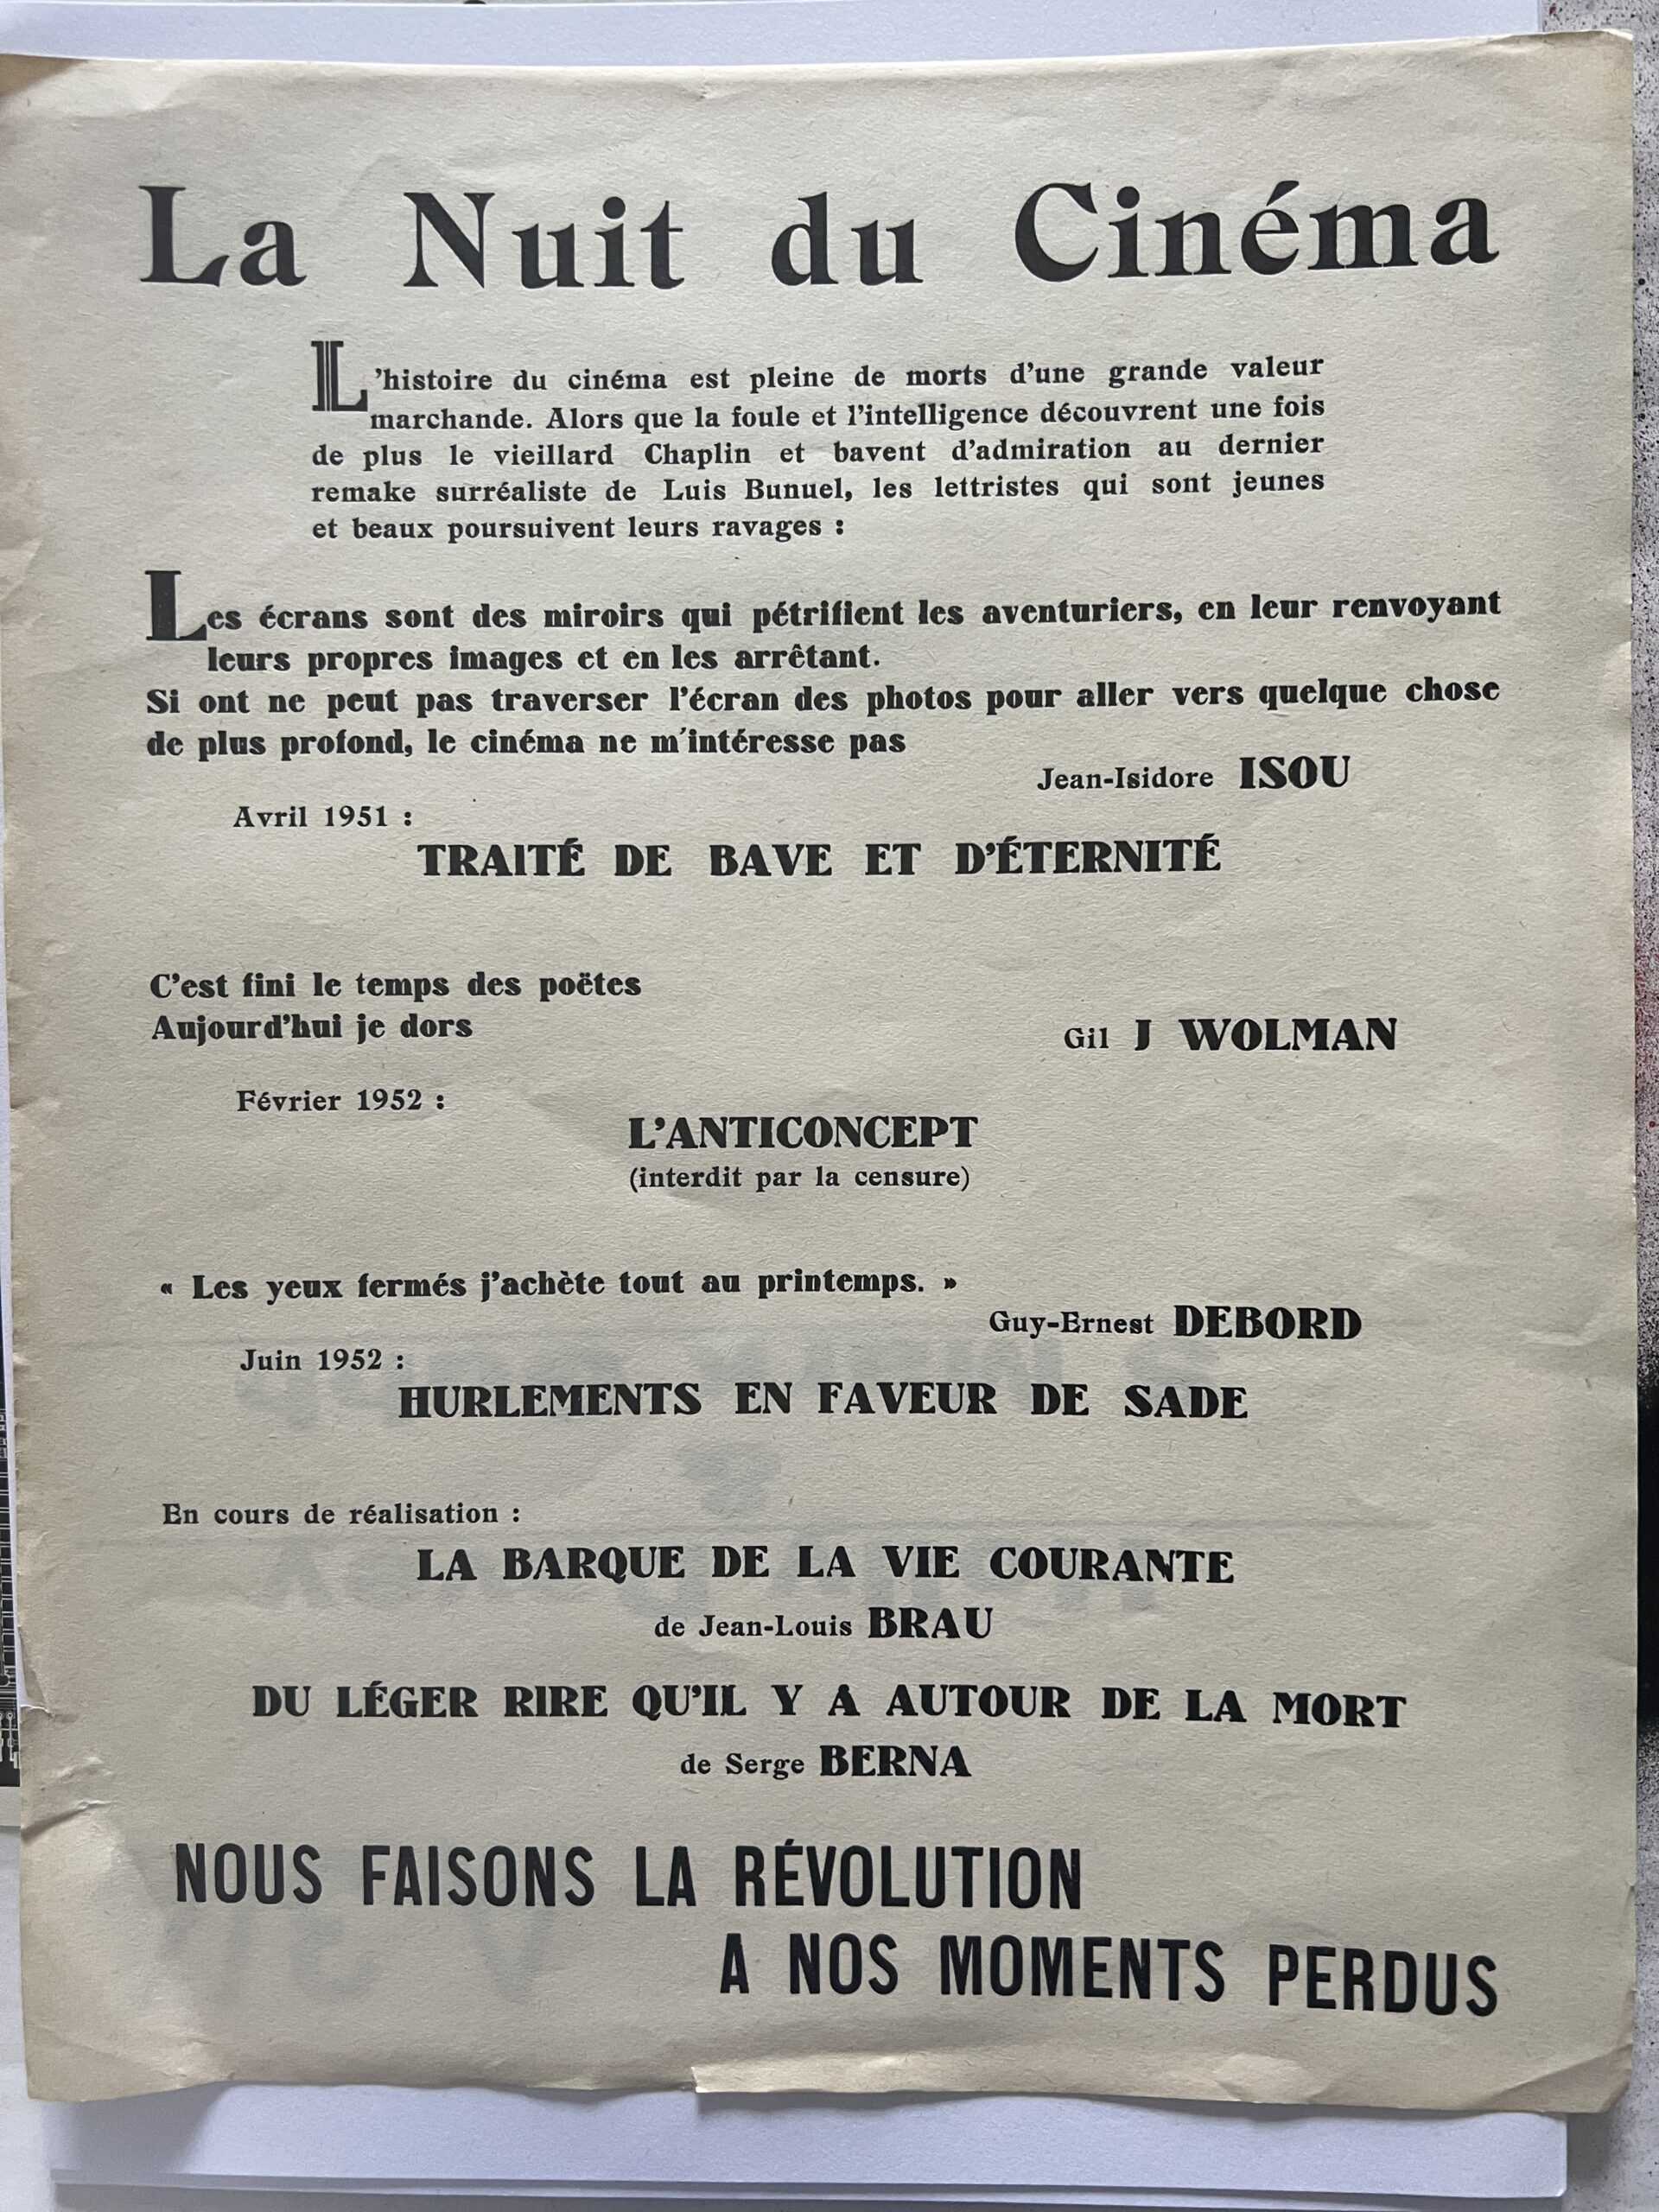 La Nuit du Cinéma
L'histoire du cinéma est pleine de morts d'une grande valeur
marchande. Alors que la foule et l'intelligence découvrent une fois
de plus le vieillard Chaplin et bavent d'admiration au dernier
remake surréaliste de Luis Bunuel, les lettristes qui sont jeunes
et beaux poursuivent leurs ravages :
Les écrans sont des miroirs qui pétrifient les aventuriers, en leur renvoyant
leurs propres images et en les arrêtant.
Si ont ne peut pas traverser l'écran des photos pour aller vers quelque chose
de plus profond, le cinéma ne m'intéresse pas
Jean-Isidore ISOU
Avril 1951 :
TRAITÉ DE BAVE ET D'ÉTERNITÉ
C'est fini le temps des poëtes
Aujourd'hui je dors
Gil J WOLMAN
Février 1952 :
L'ANTICONCEPT
(interdit par la censure)
« Les yeux fermés j'achète tout au printemps. »
Guy-Ernest DEBORD
Juin 1952 :
HURLEMENTS EN FAVEUR DE SADE
En cours de réalisation :
LA BARQUE DE LA VIE COURANTE
de Jean-Louis BRAU
DU LÉGER RIRE QU'IL Y A AUTOUR DE LA MORT
de Serge BERNA
NOUS FAISONS LA RÉVOLUTION
A NOS MOMENTS PERDUS